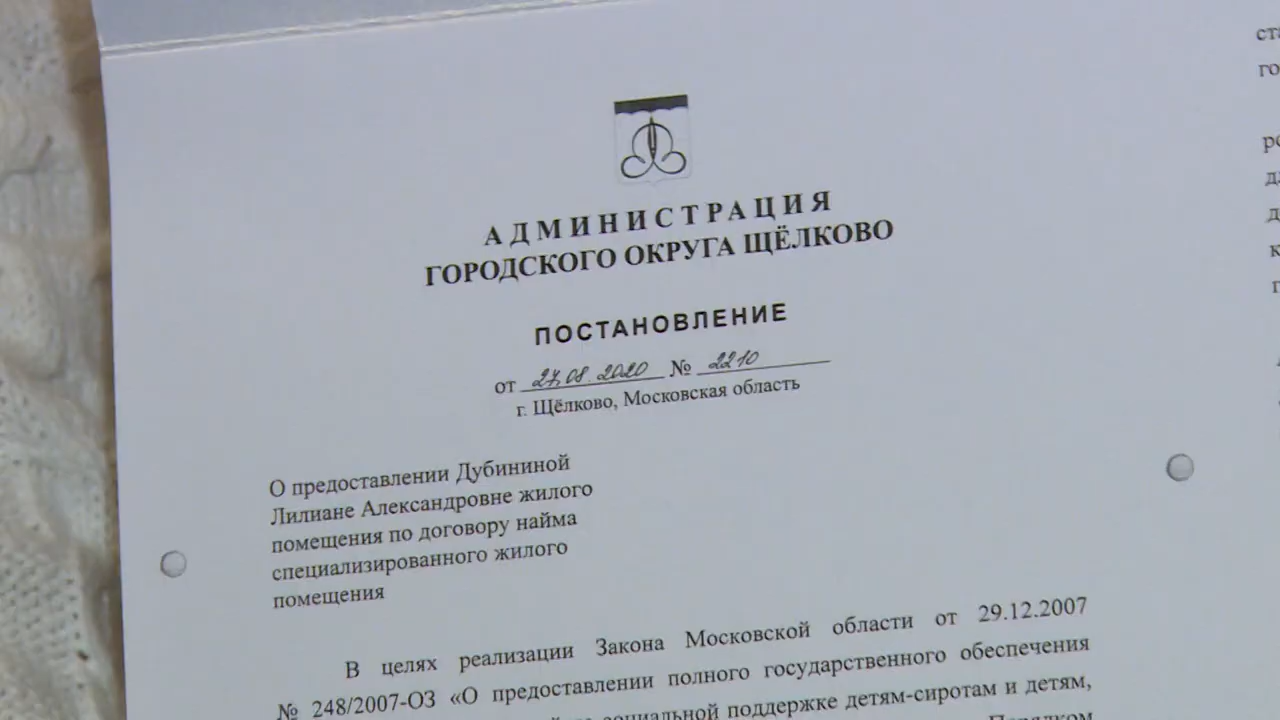 АДМИНИСТРАЦИЯ
ГОРОДСКОГО ОКРУГА ЩЁЛКОВО
ПОСТАНОВЛЕНИЕ
от 27.08.2020 № 2210
г. Щёлково, Московская область
О предоставлении Дубининой
Лилиане Александровне жилого
помещения по договору найма
специализированного жилого
помещения
В целях реализации Закона Московской области от 29.12.2007
№ 248/2007-ОЗ «О предоставлении полного государственного обеспечения
социальной поддержке детям-сиротам и детям,
Порядком